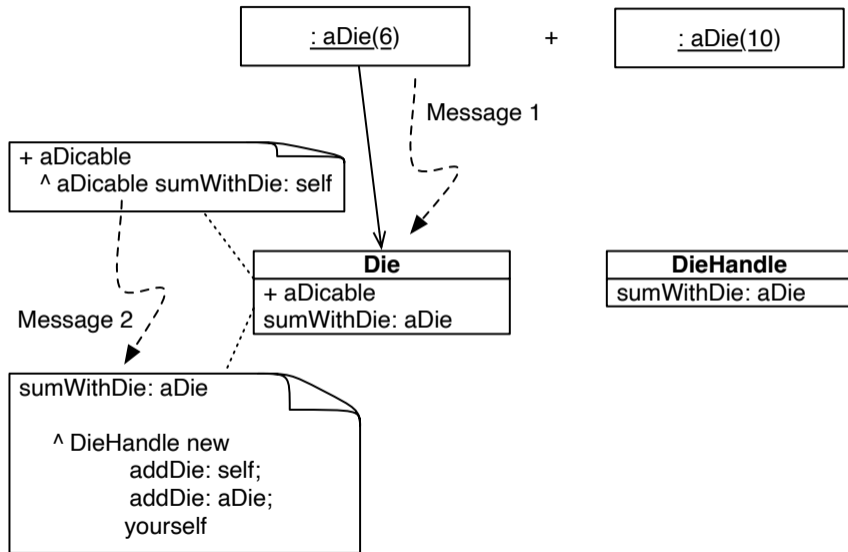 : aDie(6)
+
: aDie(10)
Message 1
+ aDicable
^ aDicable sumWithDie: self
Die
+ aDicable
sumWithDie: aDie
DieHandle
sumWithDie: aDie
Message 2
sumWithDie: aDie
^ DieHandle new
addDie: self;
addDie: aDie;
yourself